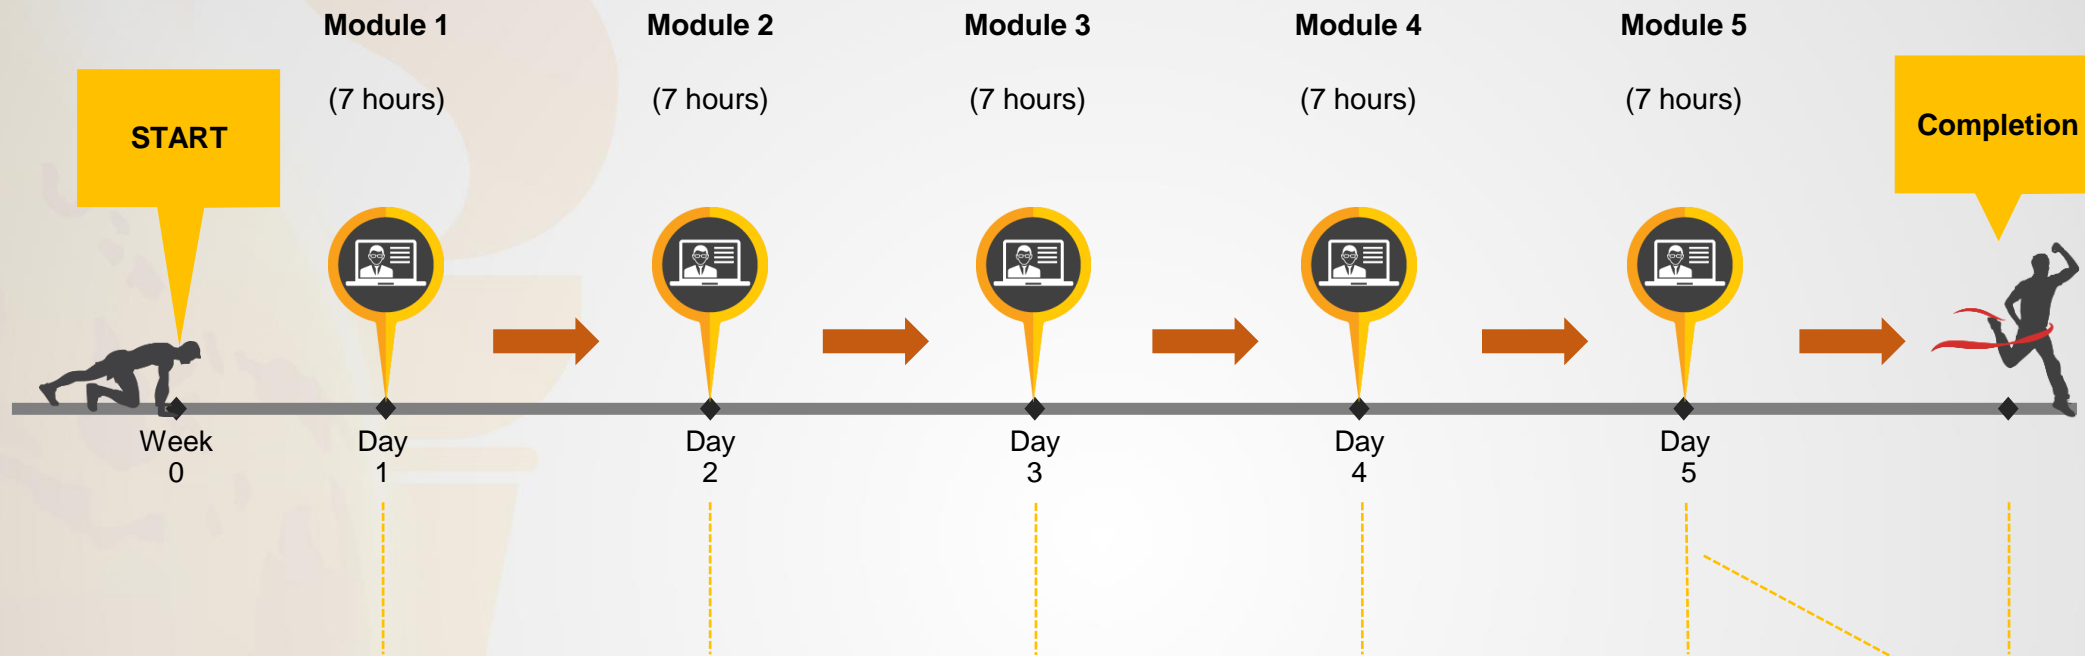 Module 1
Module 2
Module 3
Module 4
Module 5
(7 hours)
(7 hours)
(7 hours)
(7 hours)
(7 hours)
START
Completion
Week
0
Day
1
Day
2
Day
3
Day
4
Day
5